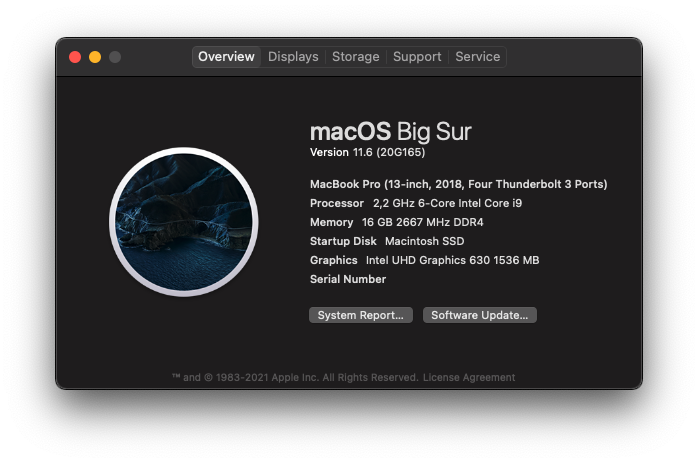 Overview Displays Storage Support Service
macOS Big Sur
Version 11.6 (20G165)
MacBook Pro (13-inch, 2018, Four Thunderbolt 3 Ports)
Processor 2,2 GHz 6-Core Intel Core i9
Memory 16 GB 2667 MHz DDR4
Startup Disk Macintosh SSD
Graphics Intel UHD Graphics 630 1536 MB
Serial Number
System Report... Software Update...
™ and © 1983-2021 Apple Inc. All Rights Reserved. License Agreement